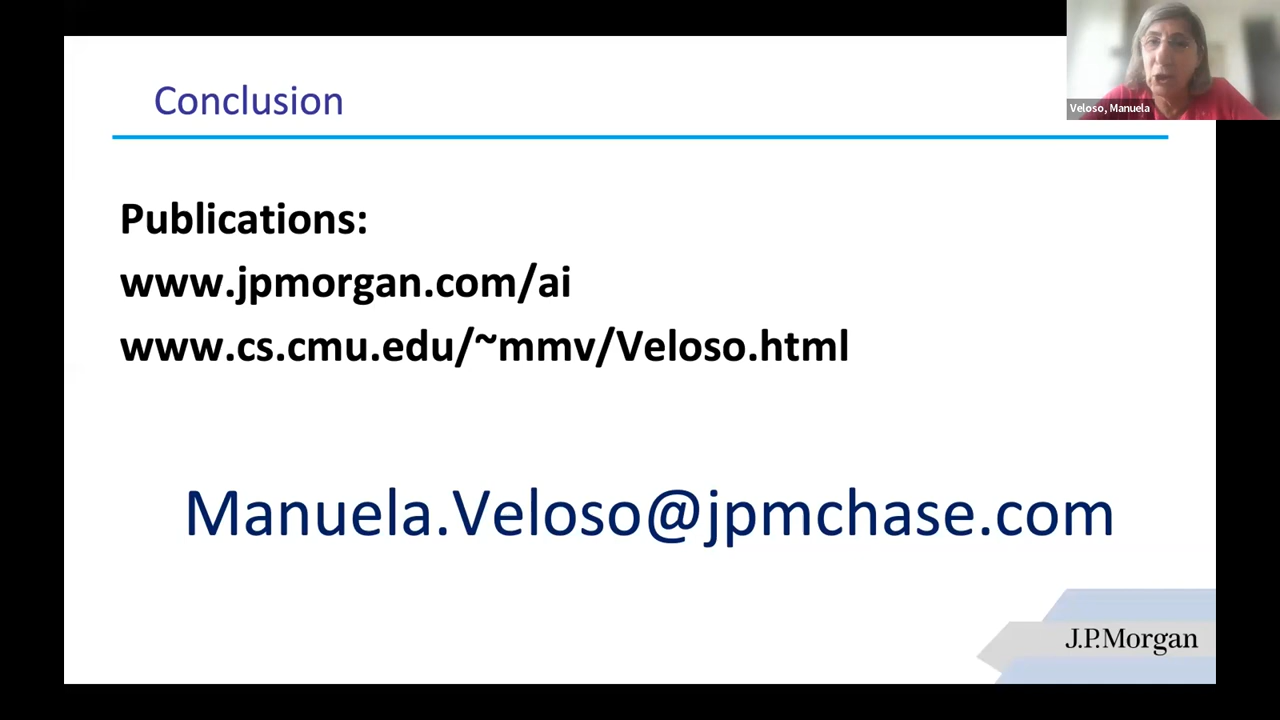 Conclusion
Veloso, Manuela
Publications:
www.jpmorgan.com/ai
www.cs.cmu.edu/~mmv/Veloso.html
Manuela.Veloso@jpmchase.com
J.P.Morgan